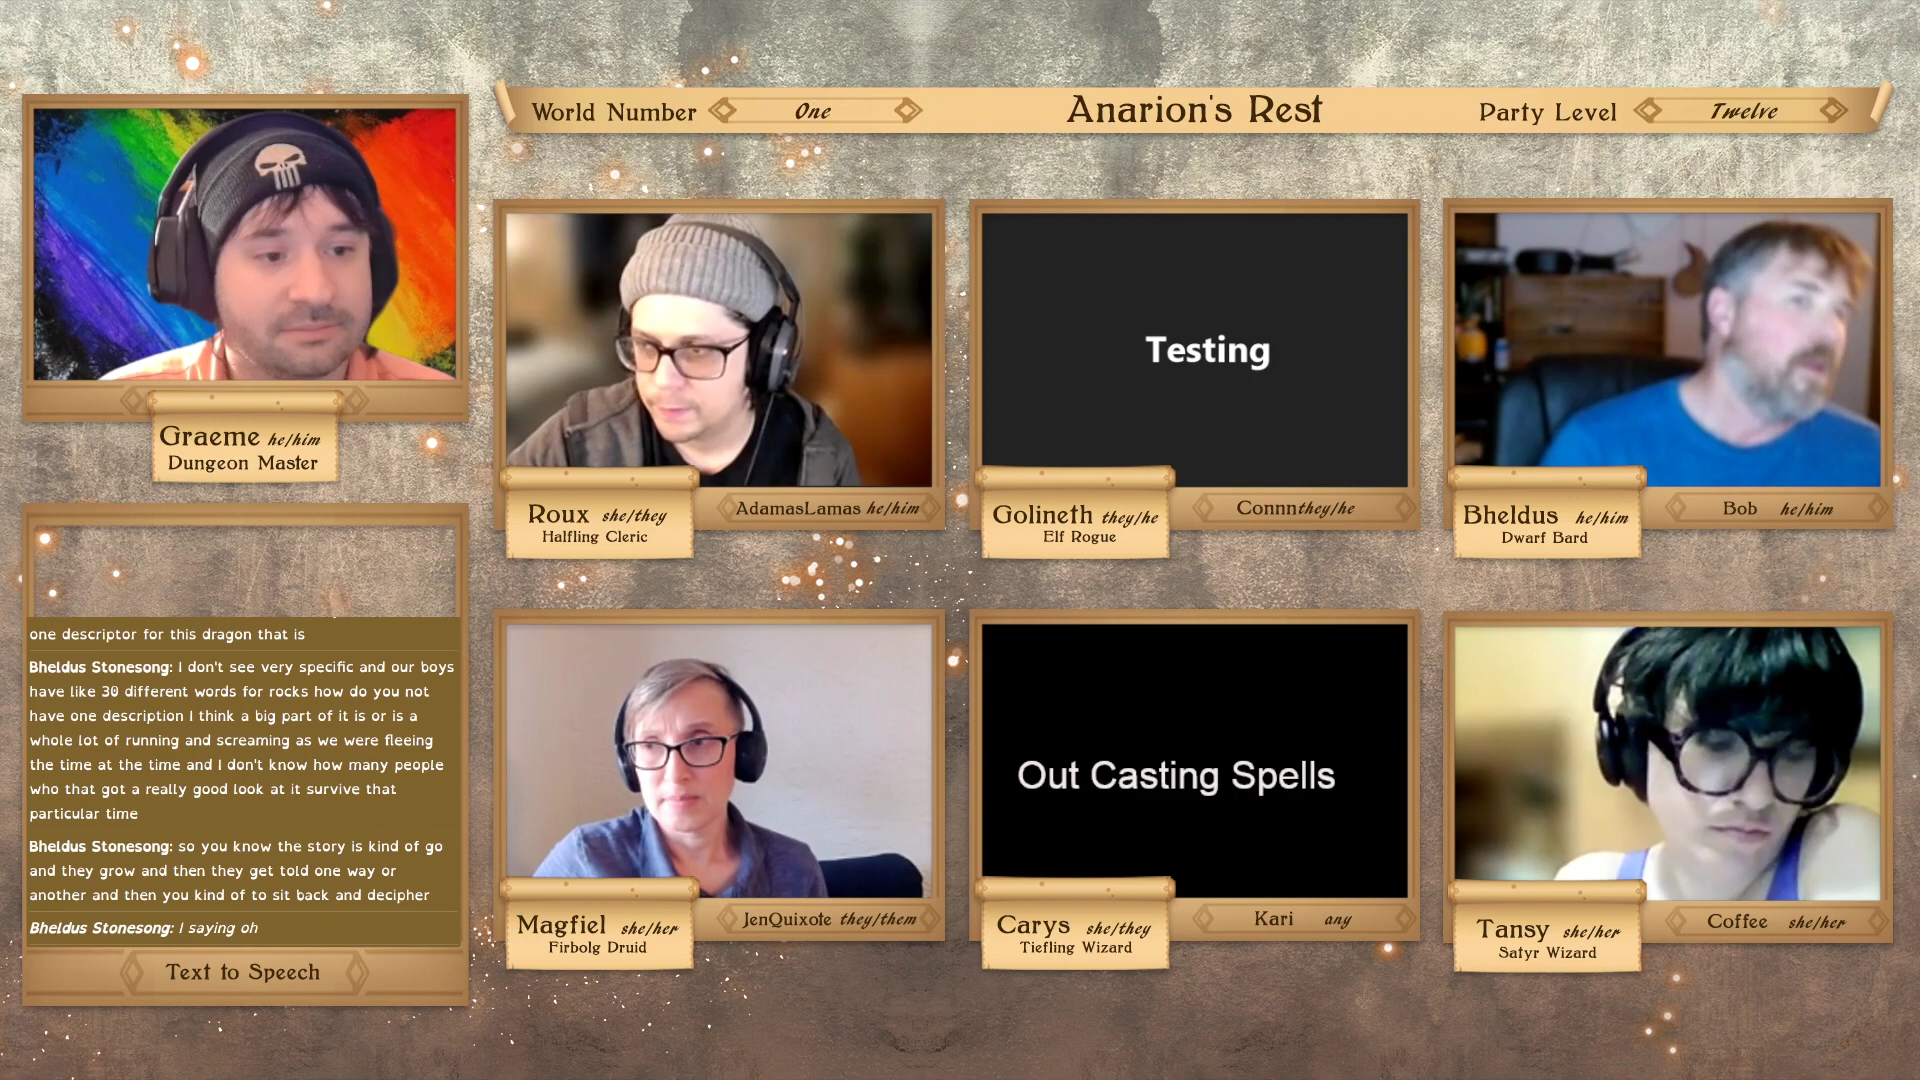 World Number One Anarion's Rest Party Level Twelve
Graeme he/him
Dungeon Master
Roux she/they
Halfling Cleric
AdamasLamas he/him
Testing
Golineth they/he
Elf Rogue
Connnthey/he
Bheldus he/him
Dwarf Bard
Bob he/him
one descriptor for this dragon that is
Bheldus Stonesong: I don't see very specific and our boys
have like 30 different words for rocks how do you not
have one description I think a big part of it is or is a
whole lot of running and screaming as we were fleeing
the time at the time and I don't know how many people
who that got a really good look at it survive that
particular time
Bheldus Stonesong: so you know the story is kind of go
and they grow and then they get told one way or
another and then you kind of to sit back and decipher
Bheldus Stonesong: I saying oh
Text to Speech
Magfiel she/her
Firbolg Druid
JenQuixote they/them
Out Casting Spells
Carys she/they
Tiefling Wizard
Kari any
Tansy she/her
Satyr Wizard
Coffee she/her